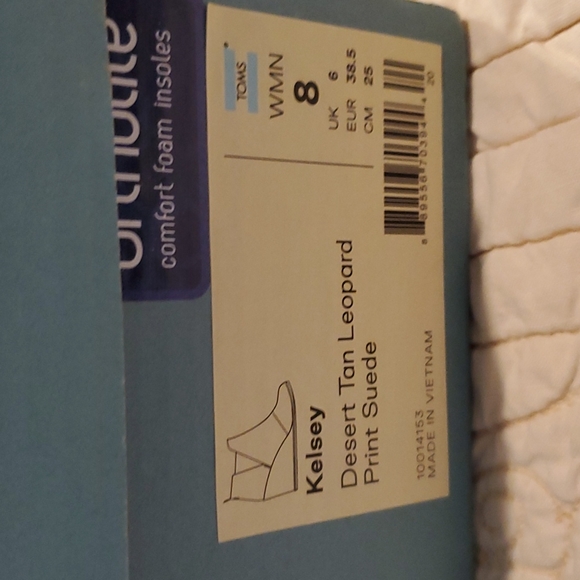 ortholite
comfort foam insoles
TOMS
WMN
8
UK 6
EUR 38.5
CM 25
Kelsey
Desert Tan Leopard
Print Suede
10014153
MADE IN VIETNAM
20